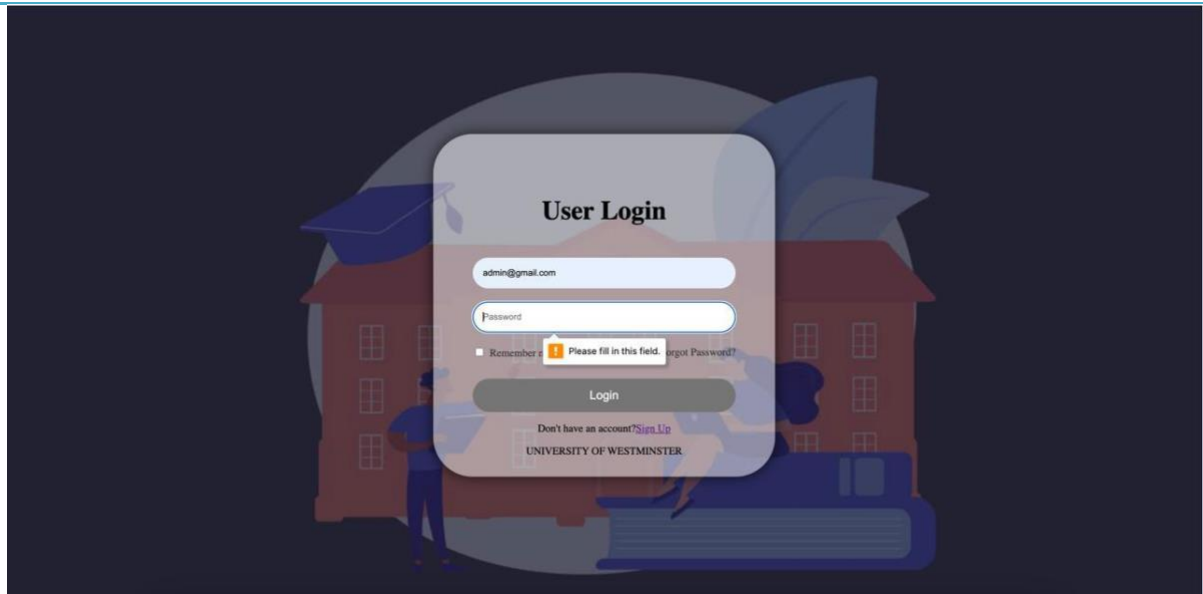 User Login
admin@gmail.com
Password
Remember
Please fill in this field.
orgot Password?
Login
Don't have an account?Sign Up
UNIVERSITY OF WESTMINSTER